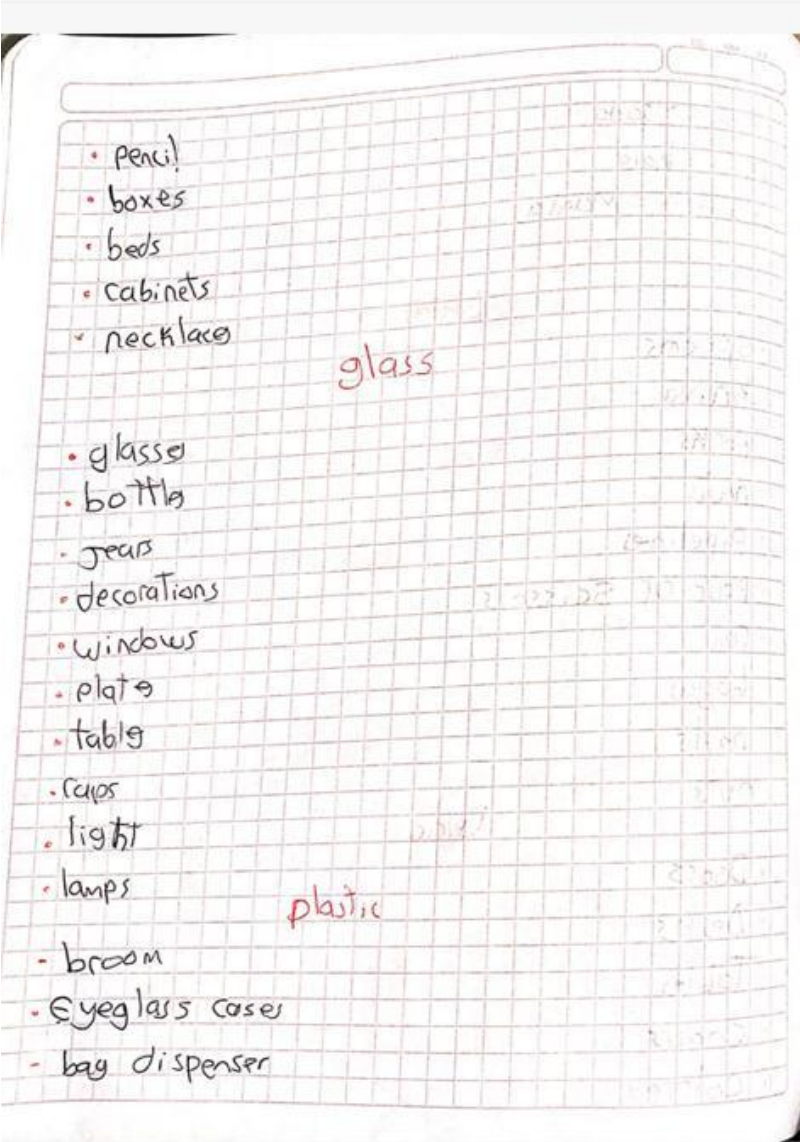 • pencil
• boxes
• beds
• cabinets
• necklace
glass
• glasse
• bottle
• jears
• decorations
• windows
• plate
• table
• caps
• light
• lamps
plastic
- broom
• Eyeglass cases
- bag dispenser